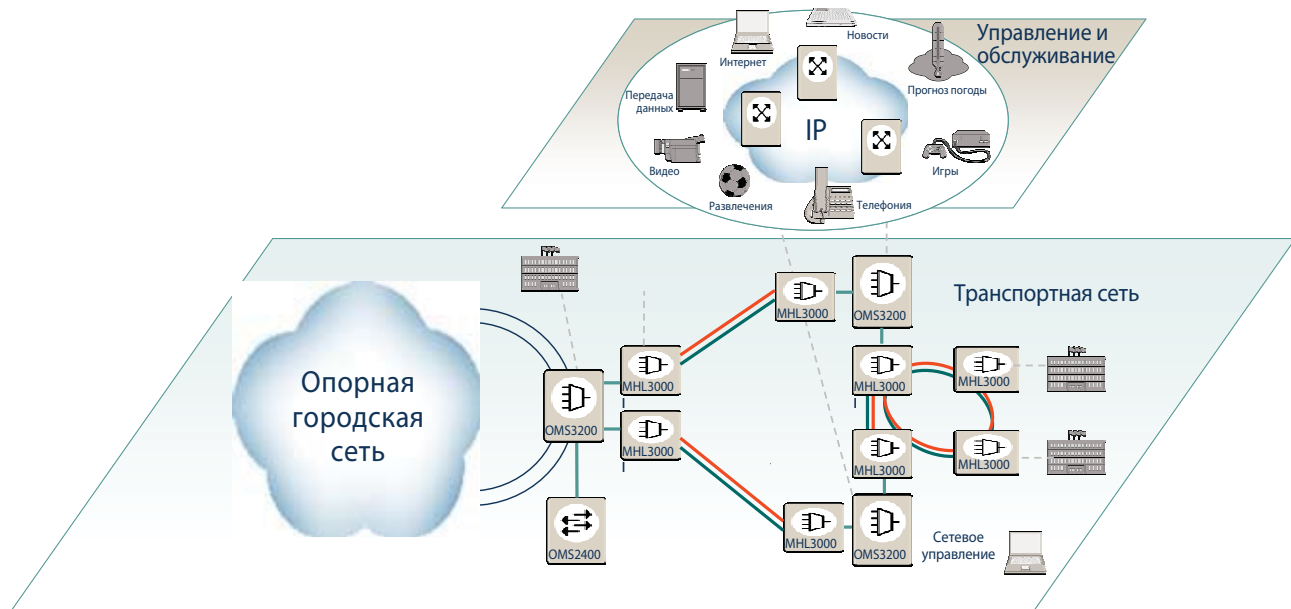 Управление и
обслуживание
Новости
Интернет
Прогноз погоды
Передача
данных
IP
Видео
Игры
Развлечения
Телефония
Транспортная сеть
MHL3000
OMS3200
MHL3000
MHL3000
MHL3000
Опорная
городская
сеть
OMS3200
MHL3000
MHL3000
MHL3000
MHL3000
OMS3200
OMS2400
Сетевое
управление